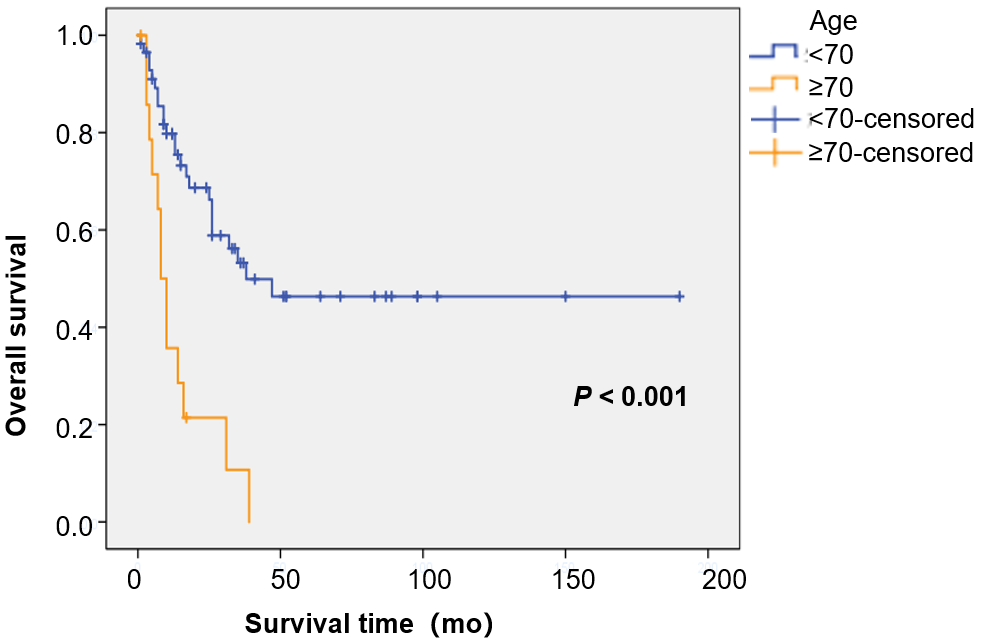 Age
<70
≥70
<70-censored
≥70-censored
1.0
0.8
0.6
0.4
0.2
0.0
Overall survival
P < 0.001
0 50 100 150 200
Survival time（mo）